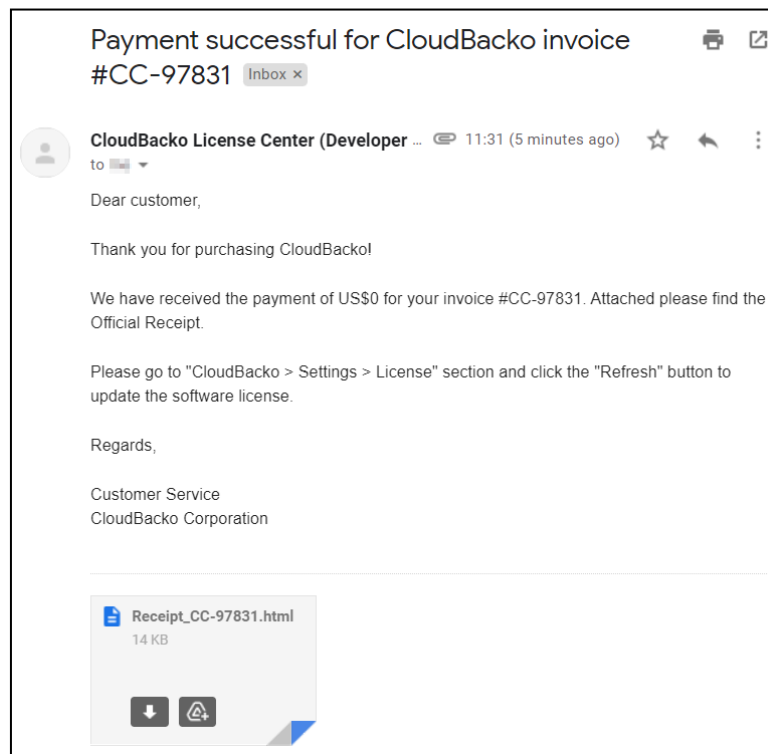 Payment successful for CloudBacko invoice
#CC-97831 Inbox ×
CloudBacko License Center (Developer ... 11:31 (5 minutes ago)
to
Dear customer,
Thank you for purchasing CloudBacko!
We have received the payment of US$0 for your invoice #CC-97831. Attached please find the
Official Receipt.
Please go to "CloudBacko > Settings > License" section and click the "Refresh" button to
update the software license.
Regards,
Customer Service
CloudBacko Corporation
Receipt_CC-97831.html
14 KB